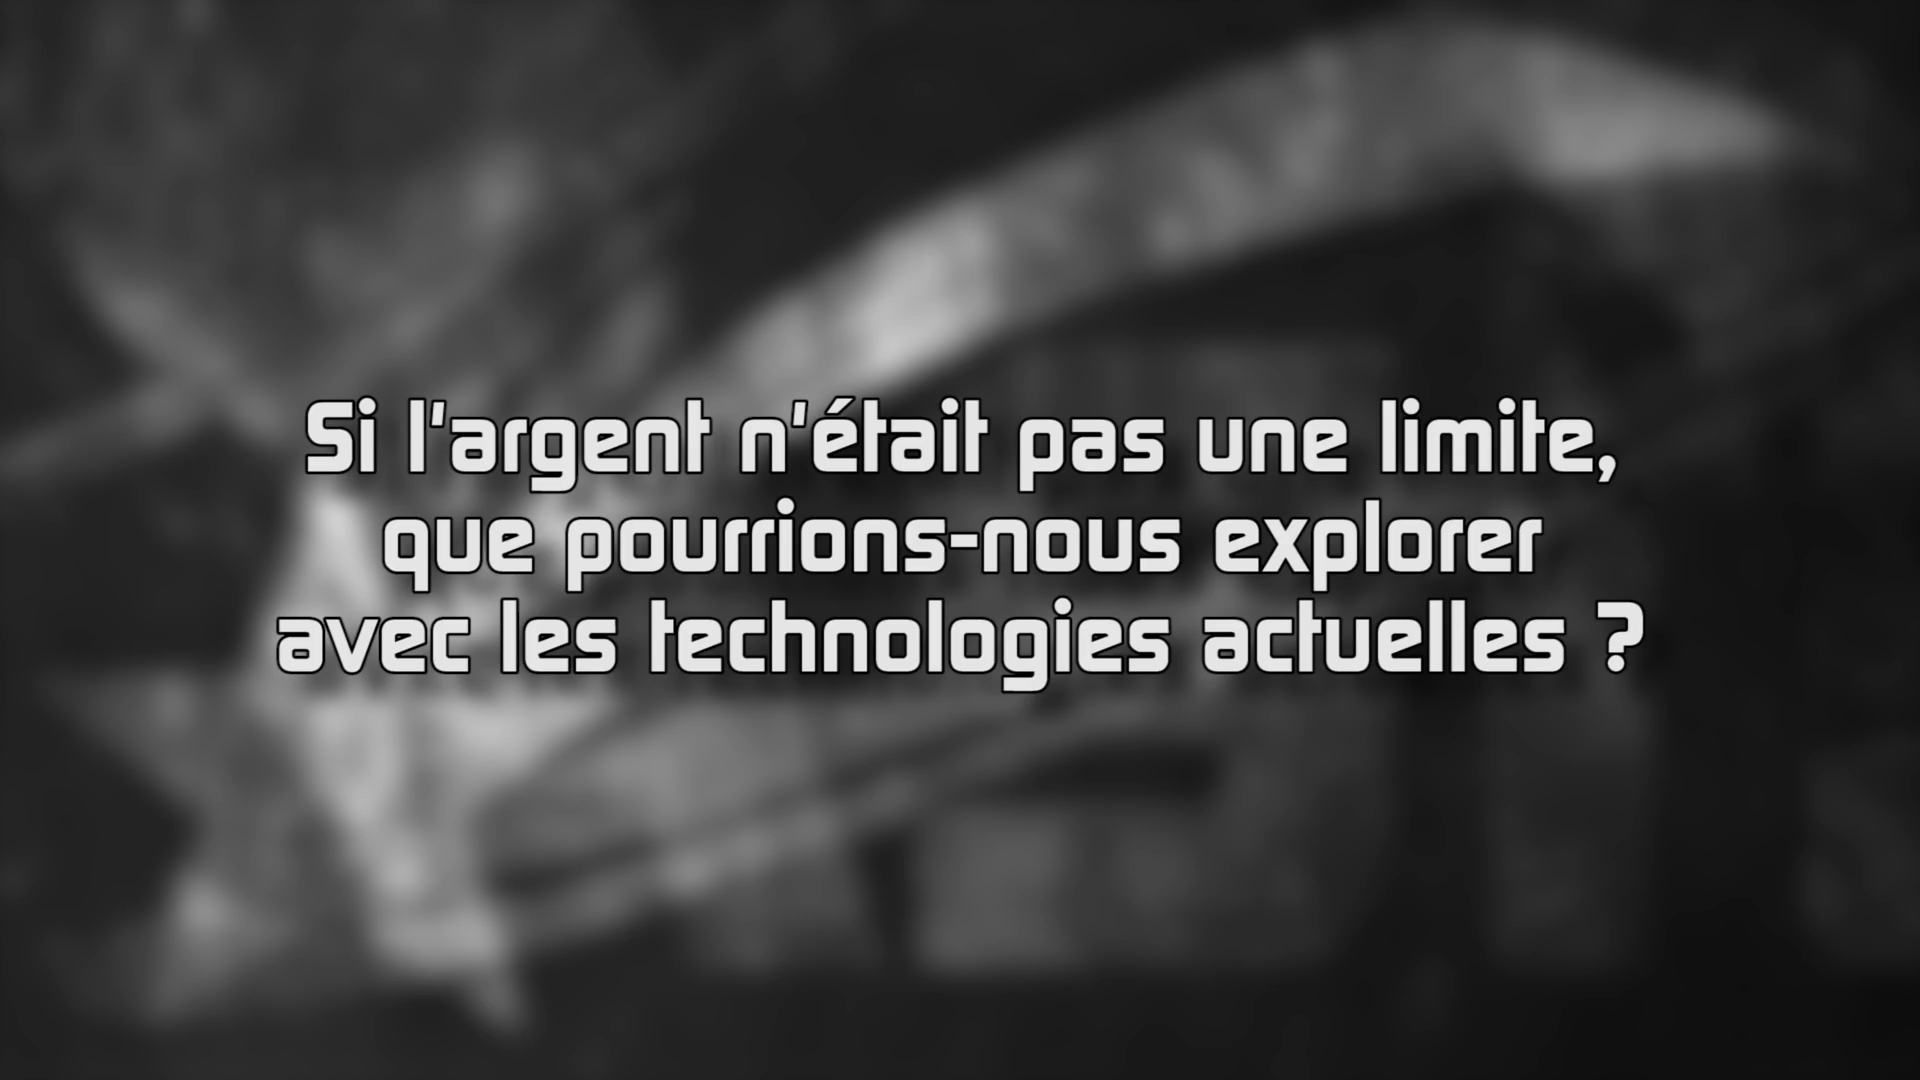 Si l'argent n'était pas une limite,
que pourrions-nous explorer
avec les technologies actuelles ?